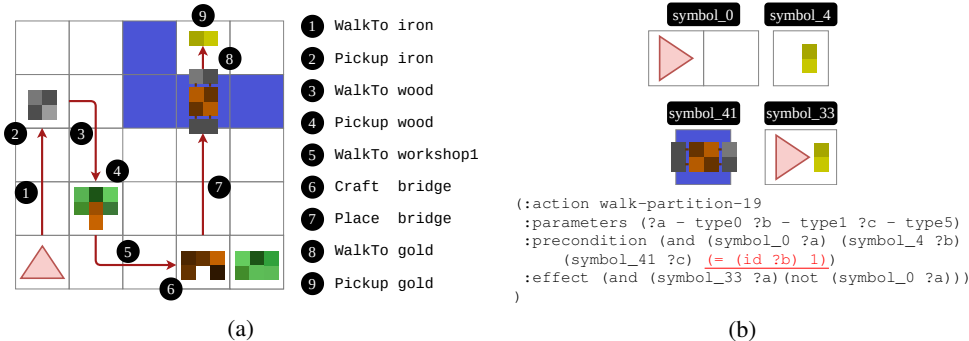 9
8
2
3
4
1
7
5
6
(a)
1 WalkTo iron
2 Pickup iron
3 WalkTo wood
4 Pickup wood
5 WalkTo workshop1
6 Craft bridge
7 Place bridge
8 WalkTo gold
9 Pickup gold
symbol_0 symbol_4
symbol_41 symbol_33
(:action walk-partition-19
:parameters (?a - type0 ?b - type1 ?c - type5)
:precondition (and (symbol_0 ?a) (symbol_4 ?b)
(symbol_41 ?c) (= (id ?b) 1))
:effect (and (symbol_33 ?a)(not (symbol_0 ?a)))
)
(b)